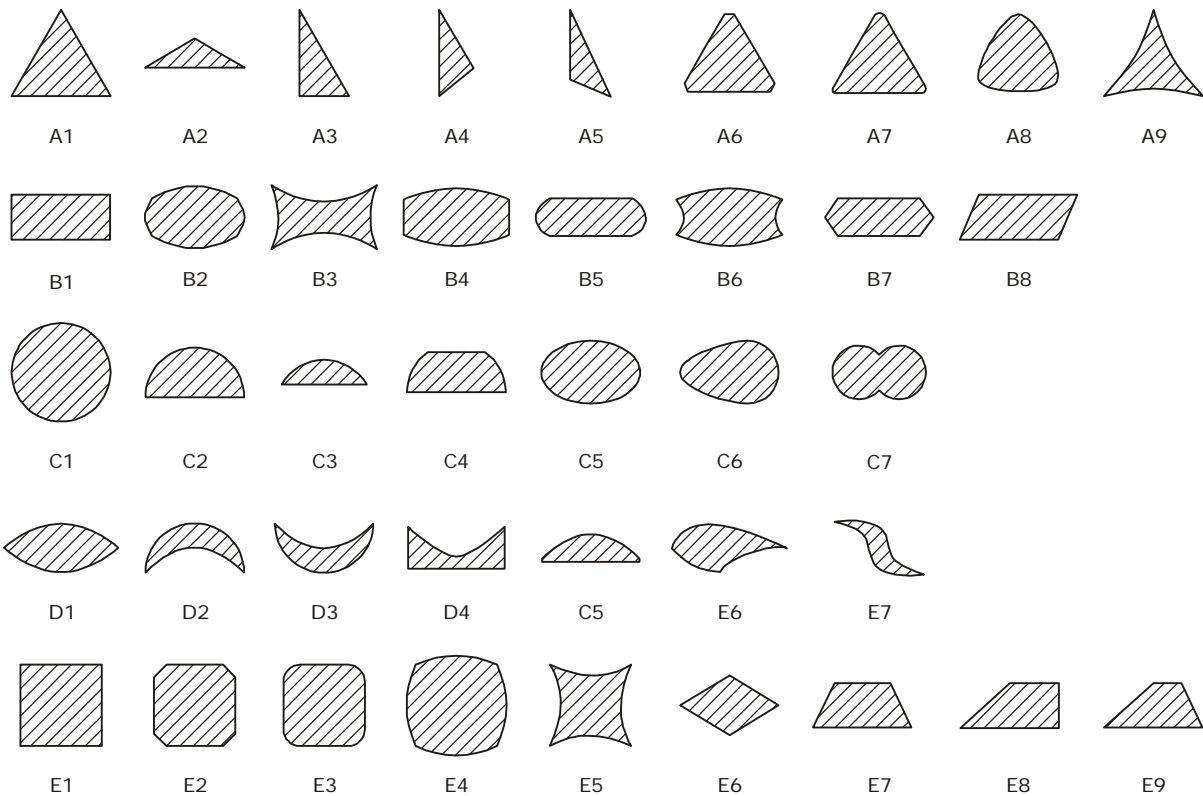 A1 A2 A3 A4 A5 A6 A7 A8 A9
B1 B2 B3 B4 B5 B6 B7 B8
C1 C2 C3 C4 C5 C6 C7
D1 D2 D3 D4 C5 E6 E7
E1 E2 E3 E4 E5 E6 E7 E8 E9